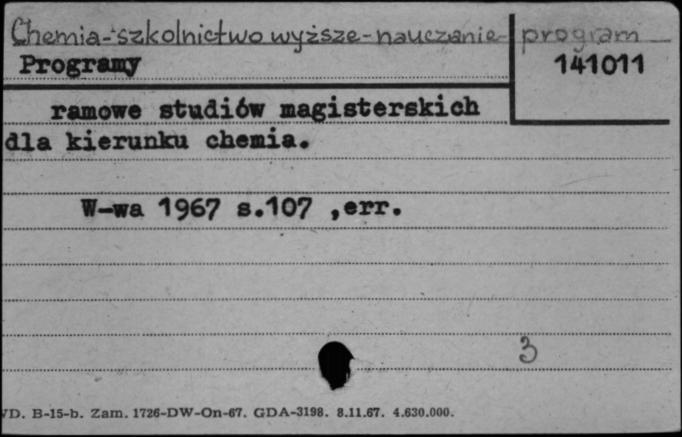 Chemia-szkolnictwo wyższe-nauczanie-program
Programy 141011
ramowe studiów magisterskich
dla kierunku chemia.
W-wa 1967 s.107 ,err.
3
VD. B-15-b. Zam. 1726-DW-On-67. GDA-3198. 8.11.67. 4.630.000.